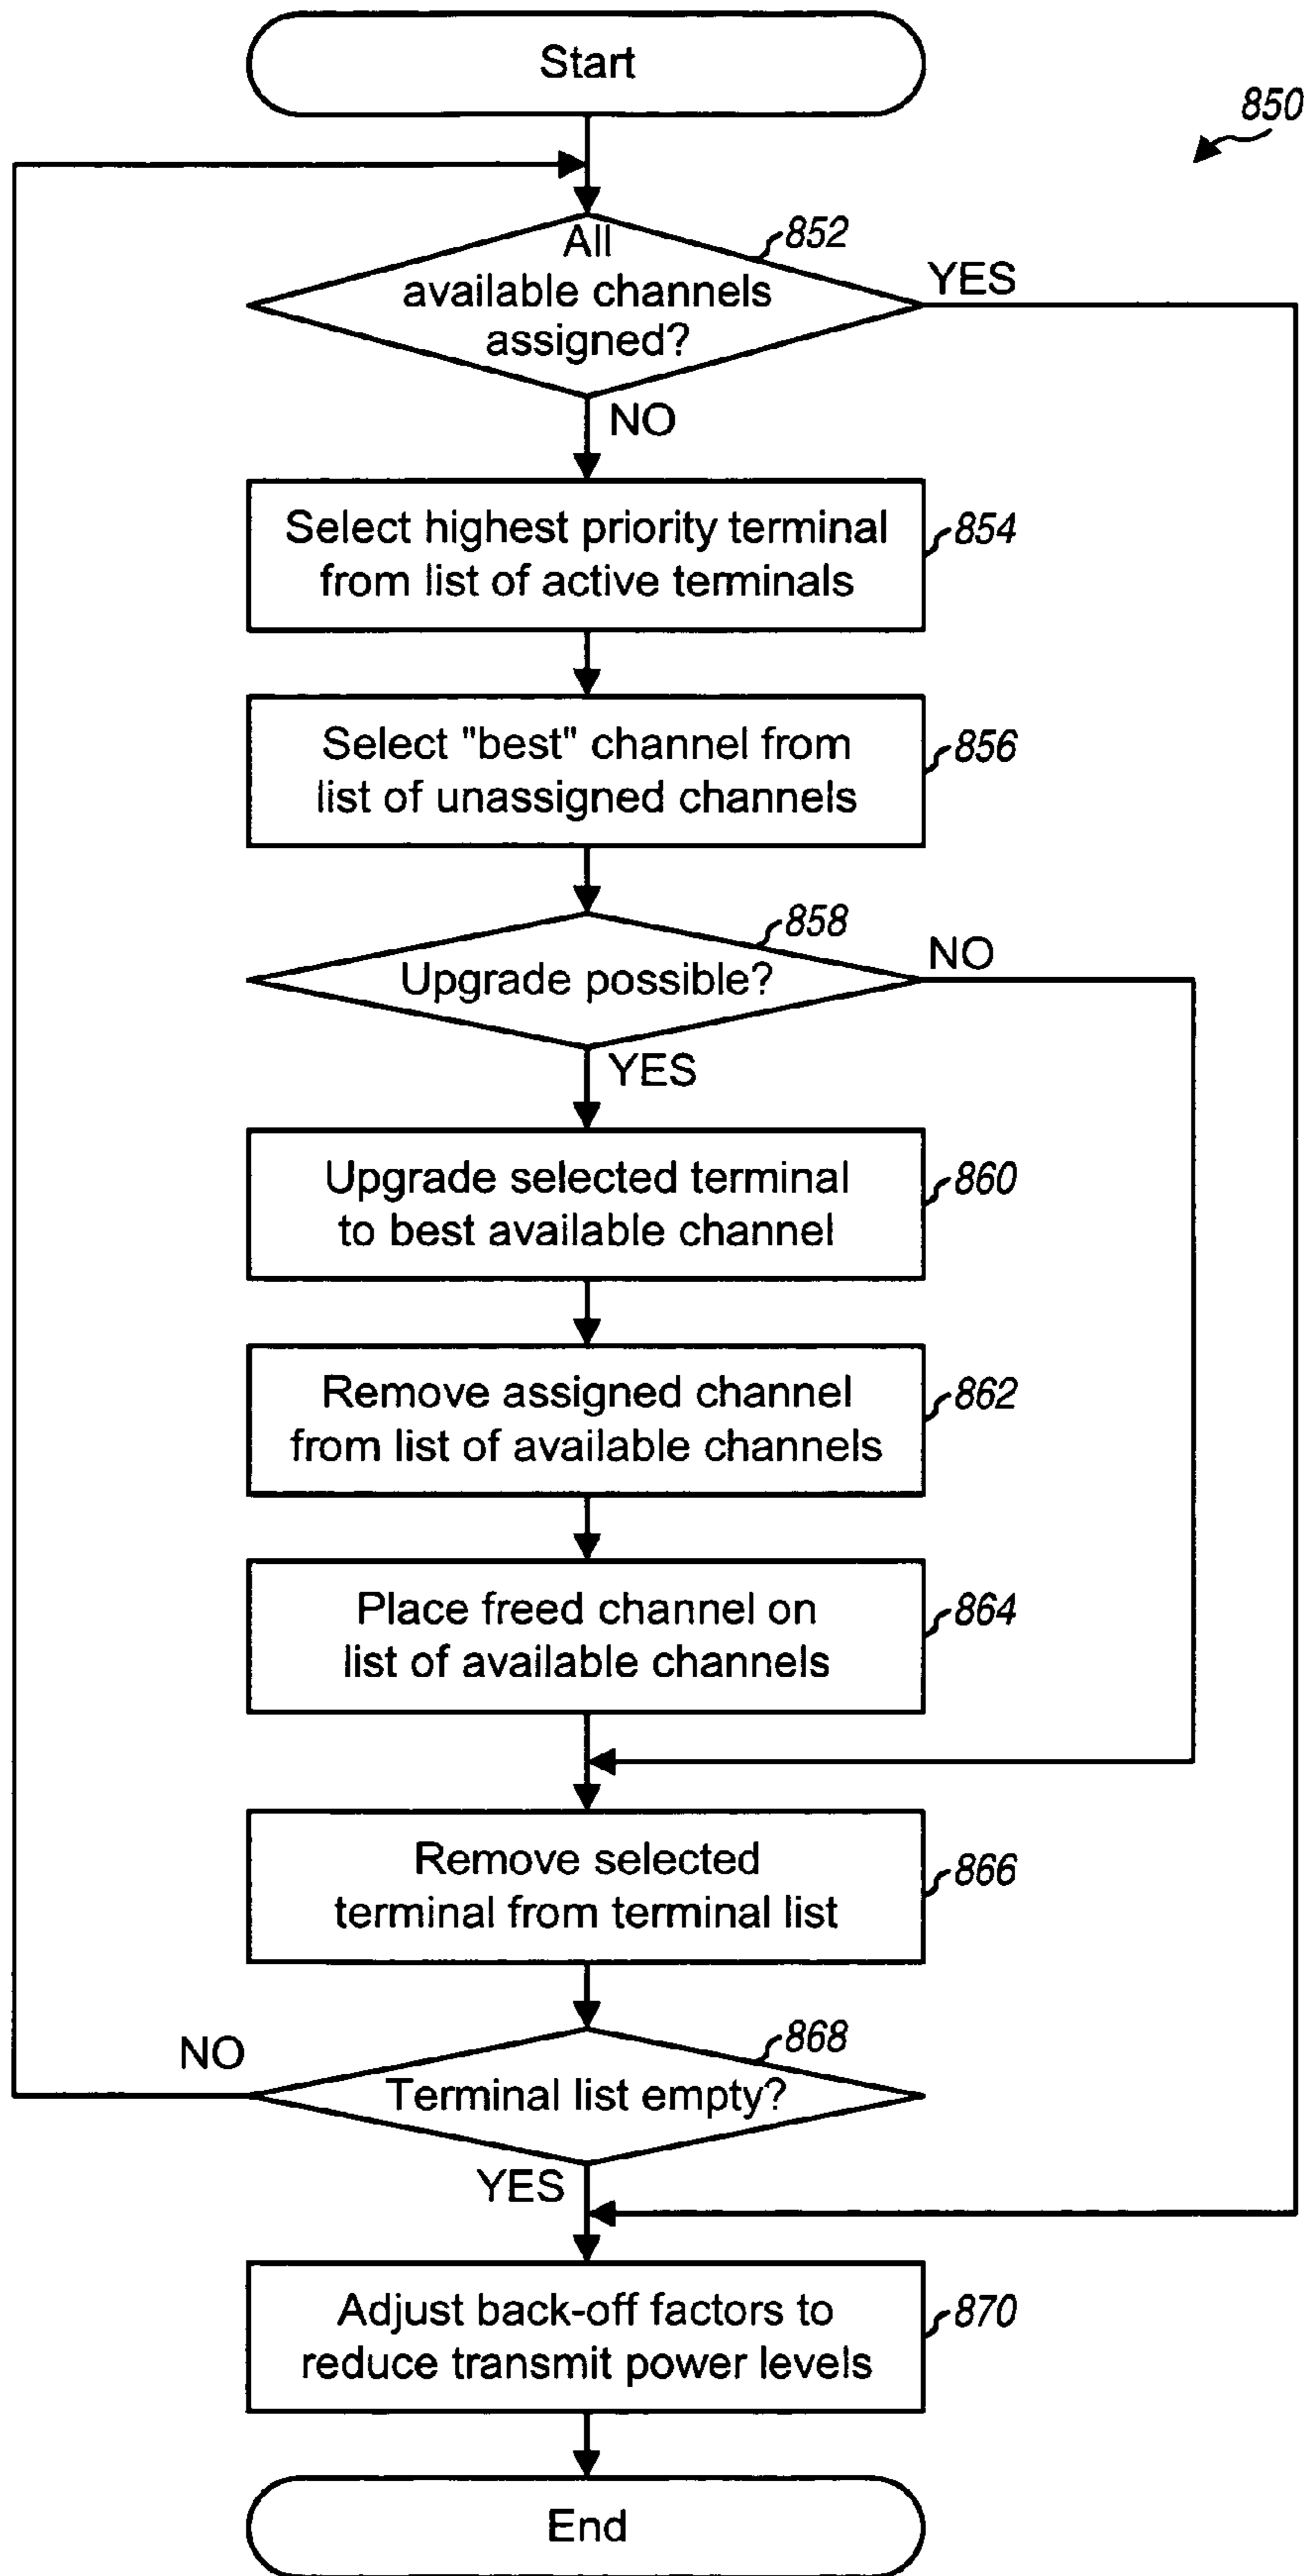 Start
850
All
available channels
assigned?
852
YES
NO
Select highest priority terminal
from list of active terminals
854
Select "best" channel from
list of unassigned channels
856
858
Upgrade possible?
NO
YES
Upgrade selected terminal
to best available channel
860
Remove assigned channel
from list of available channels
862
Place freed channel on
list of available channels
864
Remove selected
terminal from terminal list
866
868
NO
Terminal list empty?
YES
Adjust back-off factors to
reduce transmit power levels
870
End